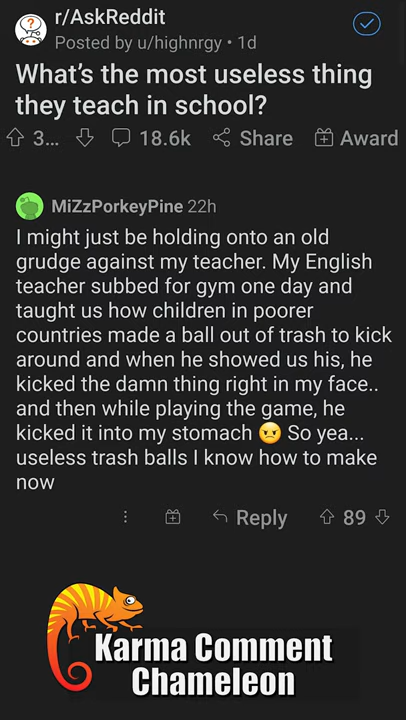 r/AskReddit
Posted by u/highnrgy • 1d
What's the most useless thing
they teach in school?
3... 18.6k Share Award
MiZzPorkeyPine 22h
I might just be holding onto an old
grudge against my teacher. My English
teacher subbed for gym one day and
taught us how children in poorer
countries made a ball out of trash to kick
around and when he showed us his, he
kicked the damn thing right in my face..
and then while playing the game, he
kicked it into my stomach 😠 So yea...
useless trash balls I know how to make
now
Reply 89
Karma Comment
Chameleon